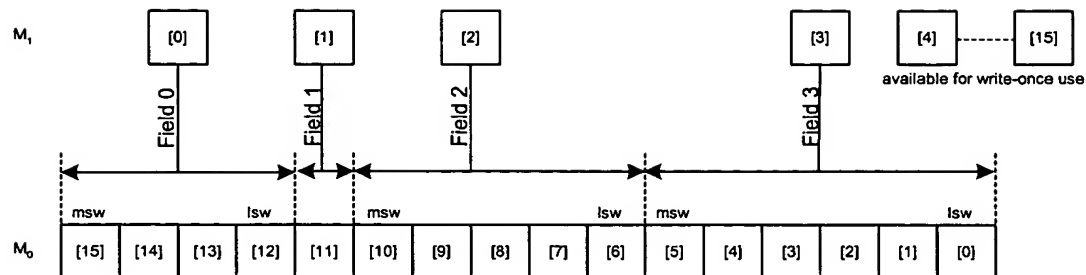 M₁ [0] [1] [2] [3] [4] [15]
available for write-once use
Field 0 Field 1 Field 2 Field 3
msw lsw msw lsw msw lsw
M₀ [15] [14] [13} [12] [11] [10} [9] [8] [7] [6] [5] [4] [3] [2] [1] [0]